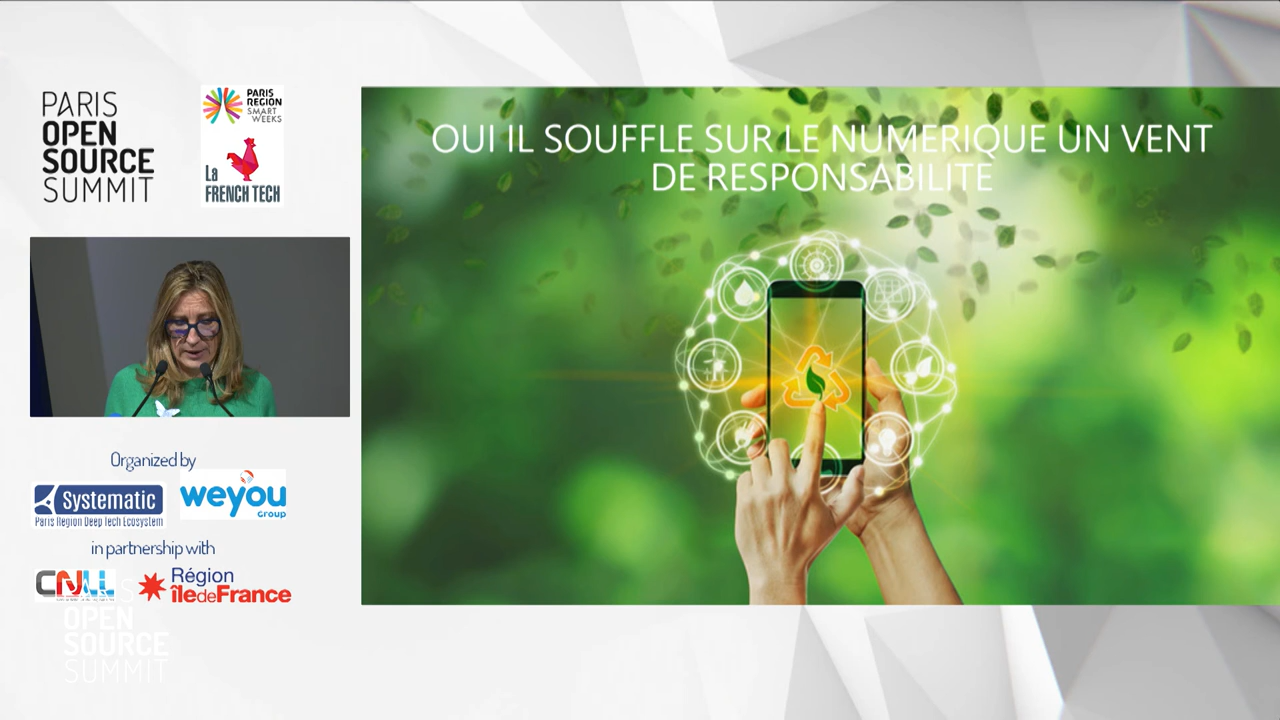 PARIS
OPEN
SOURCE
SUMMIT
PARIS
REGION
SMART
WEEKS
La
FRENCH TECH
OUI IL SOUFFLE SUR LE NUMERIQUE UN VENT
DE RESPONSABILITE
Organized by
Systematic
Paris Region Deep Tech Ecosystem
weyou
GROUP
in partnership with
CNLL
Région
îledeFrance
PARIS
OPEN
SOURCE
SUMMIT